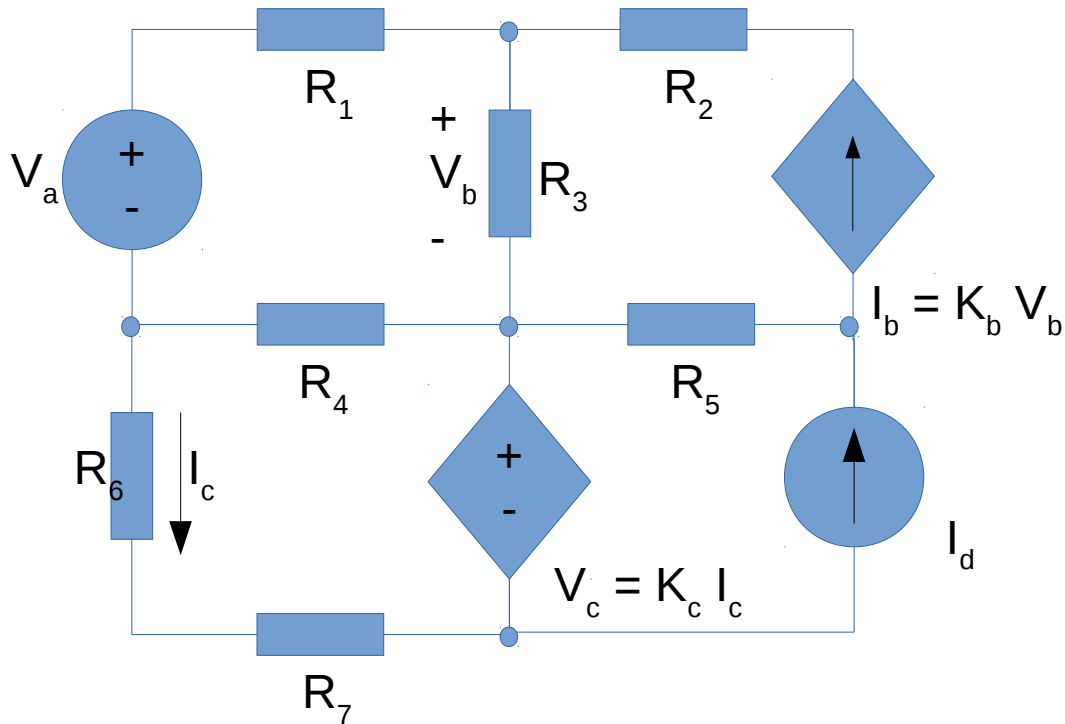 R1
R2
+
Va
+
-
Vb
R3
-
Ib = Kb Vb
R4
R5
R6
Ic
+
-
Id
Vc = Kc Ic
R7